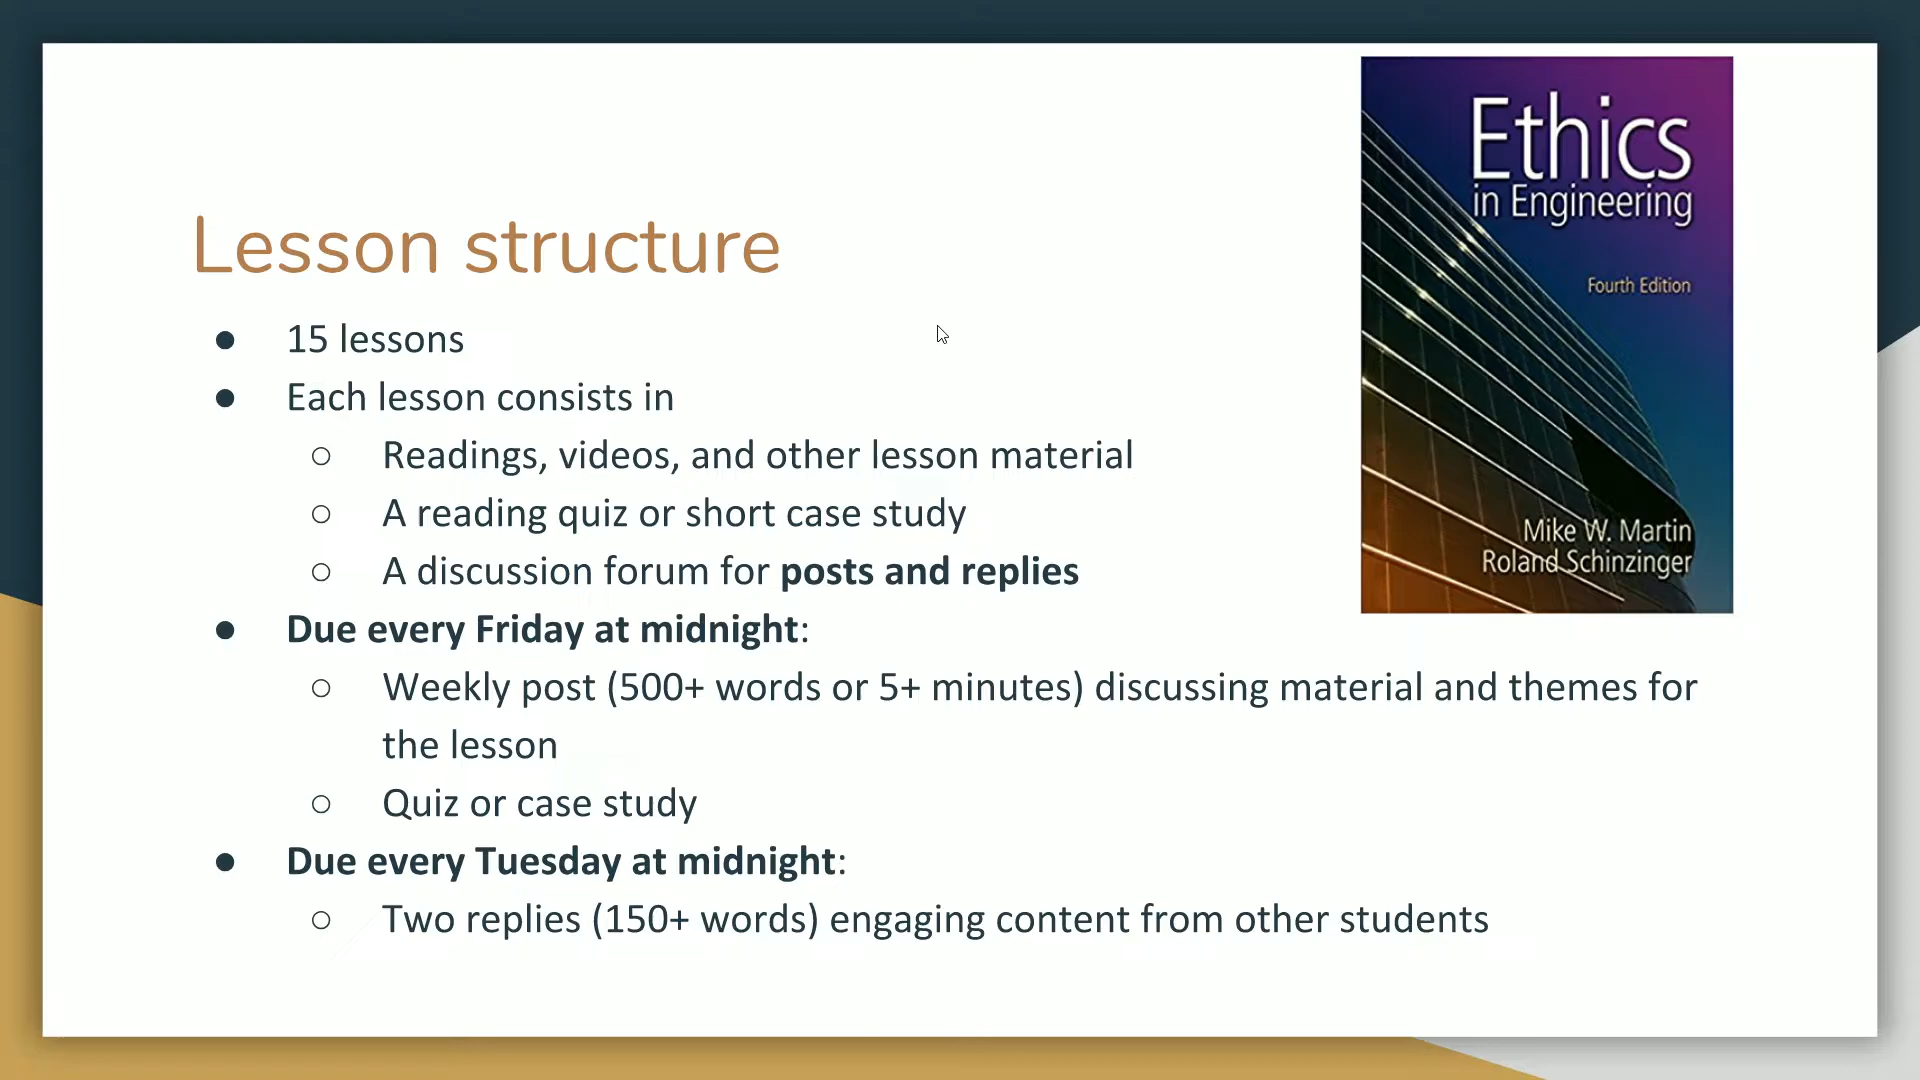 Ethics
in Engineering
Fourth Edition
Mike W. Martin
Roland Schinzinger
Lesson structure
● 15 lessons
● Each lesson consists in
○ Readings, videos, and other lesson material
○ A reading quiz or short case study
○ A discussion forum for posts and replies
● Due every Friday at midnight:
○ Weekly post (500+ words or 5+ minutes) discussing material and themes for
the lesson
○ Quiz or case study
● Due every Tuesday at midnight:
○ Two replies (150+ words) engaging content from other students